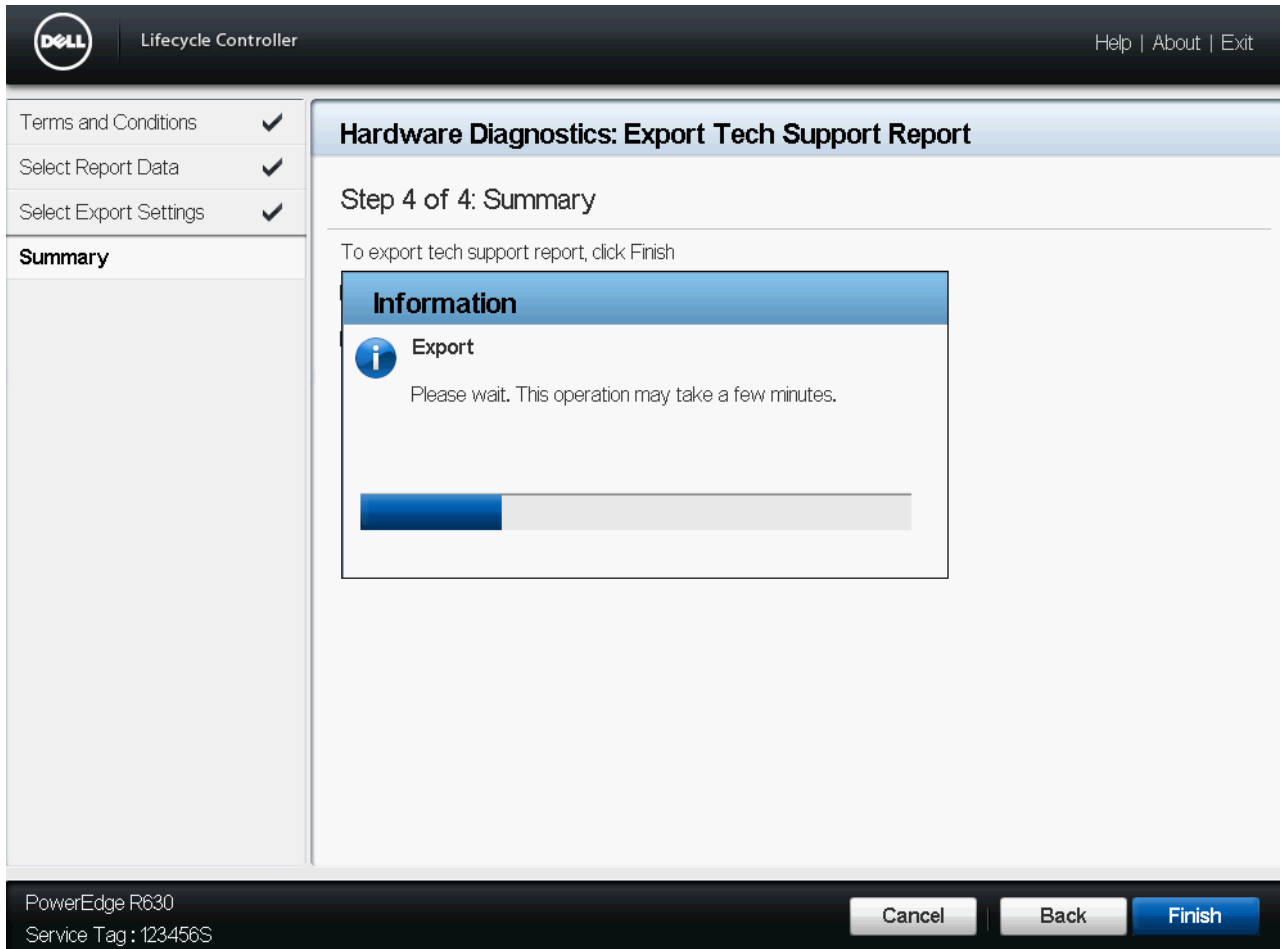 DELL
Lifecycle Controller
Help | About | Exit
Terms and Conditions
Select Report Data
Select Export Settings
Summary
Hardware Diagnostics: Export Tech Support Report
Step 4 of 4: Summary
To export tech support report, click Finish
Information
Export
Please wait. This operation may take a few minutes.
PowerEdge R630
Service Tag : 123456S
Cancel
Back
Finish